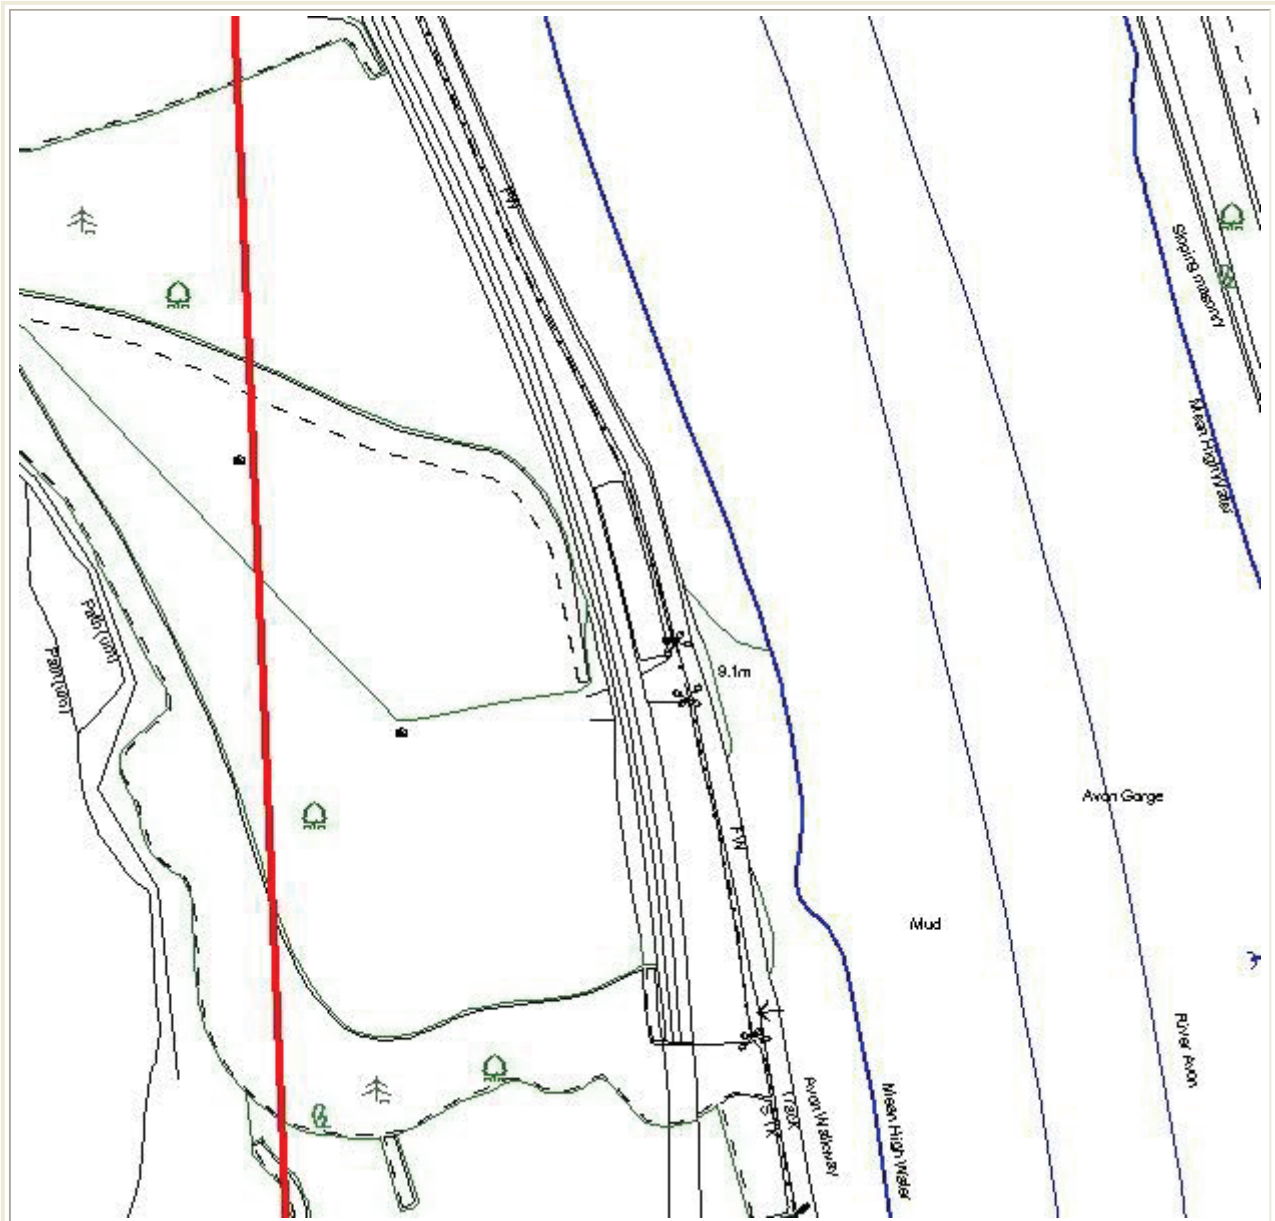 FW
Sloping masonry
Mean High Water
Path (um)
Path (um)
9.1m
Avon Gorge
FW
Mud
River Avon
Mean High Water
Avon Walkway
Track